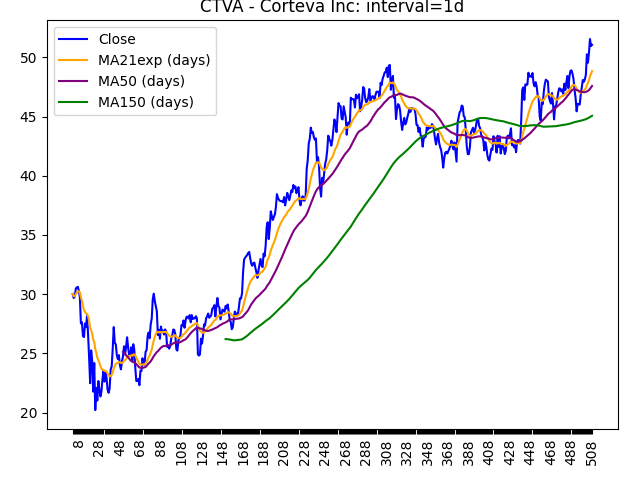 CTVA - Corteva Inc: interval=1d
Close
MA21exp (days)
MA50 (days)
MA150 (days)
50
45
40
35
30
25
20
8 28 48 68 88 108 128 148 168 188 208 228 248 268 288 308 328 348 368 388 408 428 448 468 488 508